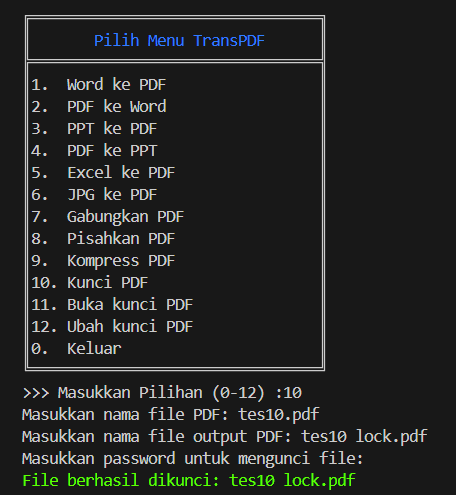 Pilih Menu TransPDF
1. Word ke PDF
2. PDF ke Word
3. PPT ke PDF
4. PDF ke PPT
5. Excel ke PDF
6. JPG ke PDF
7. Gabungkan PDF
8. Pisahkan PDF
9. Kompress PDF
10. Kunci PDF
11. Buka kunci PDF
12. Ubah kunci PDF
0. Keluar
>>> Masukkan Pilihan (0-12) :10
Masukkan nama file PDF: tes10.pdf
Masukkan nama file output PDF: tes10 lock.pdf
Masukkan password untuk mengunci file:
File berhasil dikunci: tes10 lock.pdf